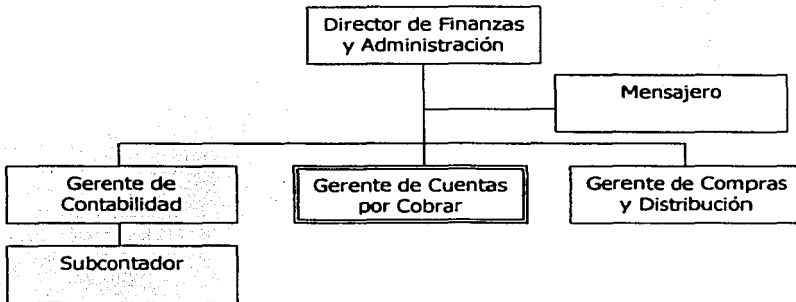 Director de Finanzas
y Administración
Mensajero
Gerente de
Contabilidad
Gerente de Cuentas
por Cobrar
Gerente de Compras
y Distribución
Subcontador